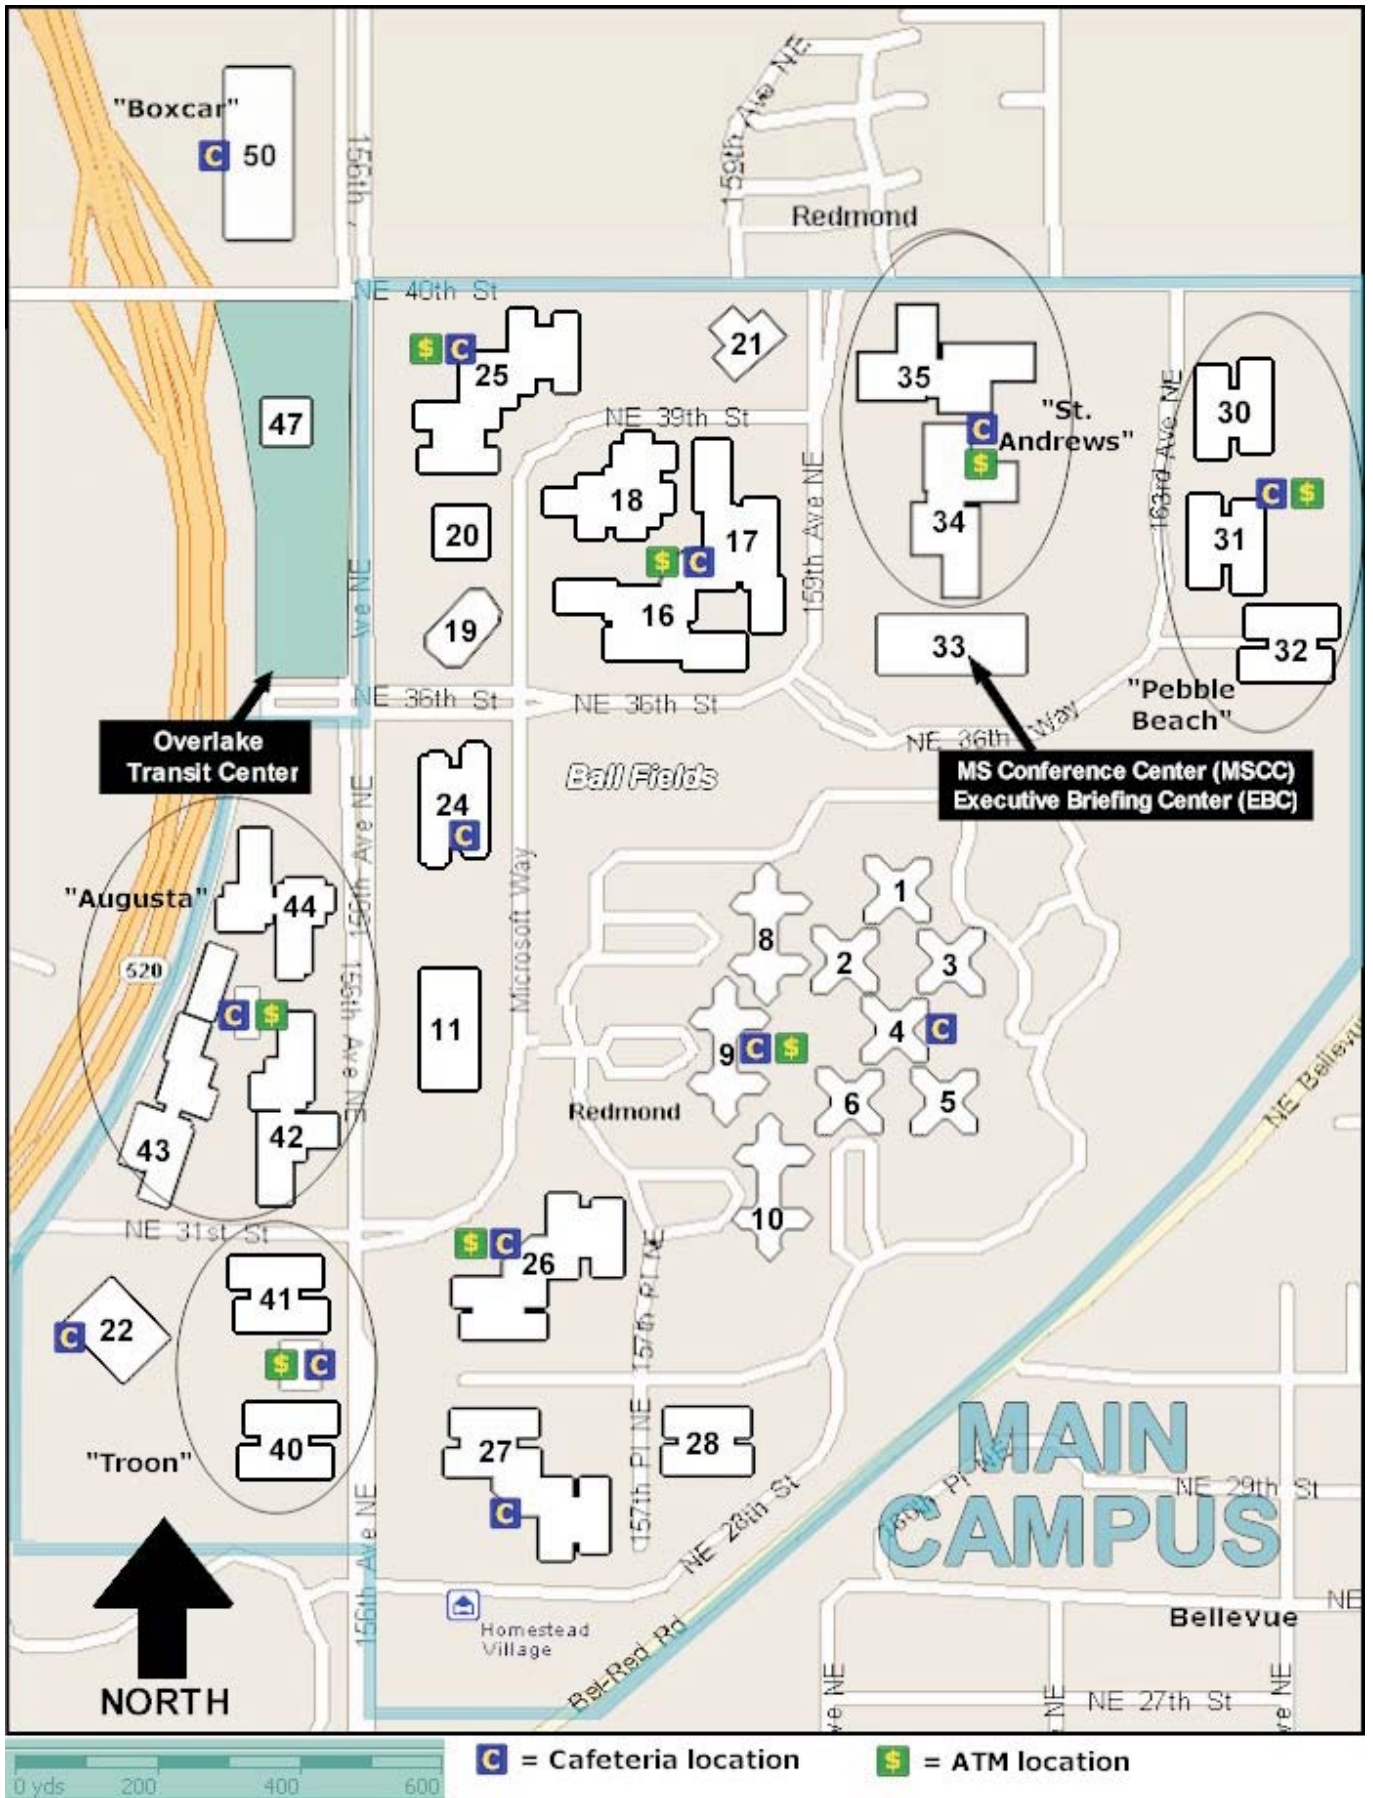 "Boxcar"
C 50
156th
159th Ave NE
Redmond
NE 40th St
$ C
25
21
35
30
47
NE 39th St
"St.
Andrews"
C
$
163rd Ave NE
C $
18
17
20
$ C
34
31
159th Ave NE
16
19
33
32
Ave NE
NE 36th St
NE 36th St
"Pebble
Beach"
NE 36th Way
Overlake
Transit Center
Ball Fields
MS Conference Center (MSCC)
Executive Briefing Center (EBC)
24
C
156th Ave NE
Microsoft Way
"Augusta"
44
1
8
2
3
520
156th Ave NE
C $
11
4 C
9 C $
Redmond
6
5
43
42
10
NE 31st St
$ C
26
157th Pl NE
NE Bellevu
41
22
C
$ C
40
"Troon"
27
C
28
157th Pl NE
156th Ave NE
NE 28th St
MAIN
CAMPUS
160th Pl NE
NE 29th St
NE
Bellevue
Homestead
Village
Bel-Red Rd
NORTH
ve NE
NE
NE 27th St
ve NE
0 yds 200 400 600
C = Cafeteria location
$ = ATM location